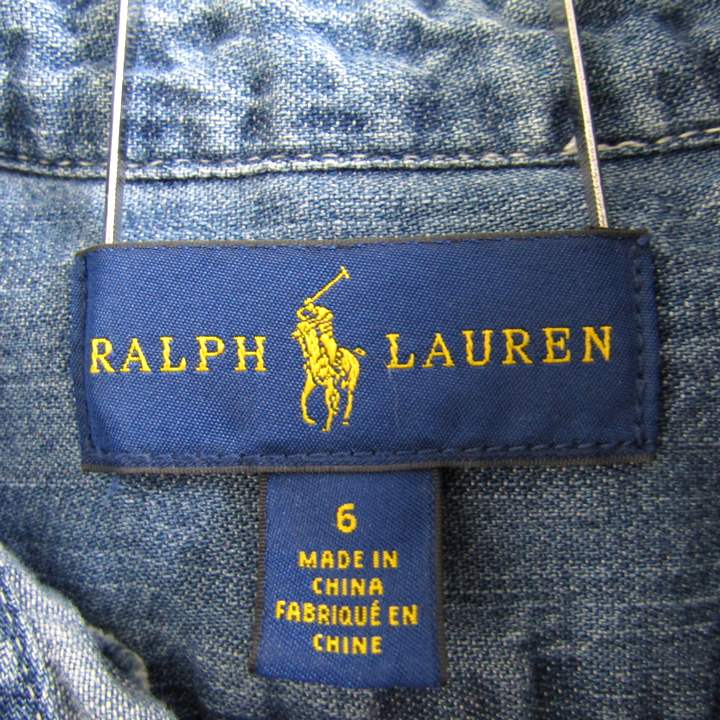 RALPH LAUREN
6
MADE IN
CHINA
FABRIQUÉ EN
CHINE